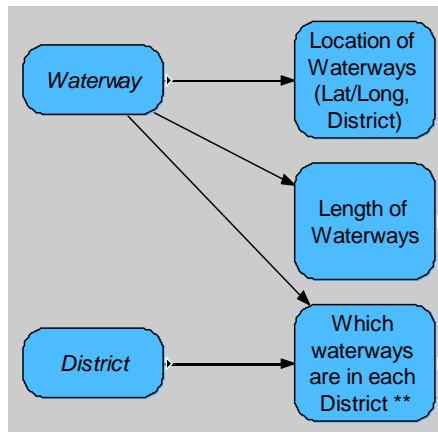 Waterway
Location of
Waterways
(Lat/Long,
District)
Length of
Waterways
District
Which
waterways
are in each
District **